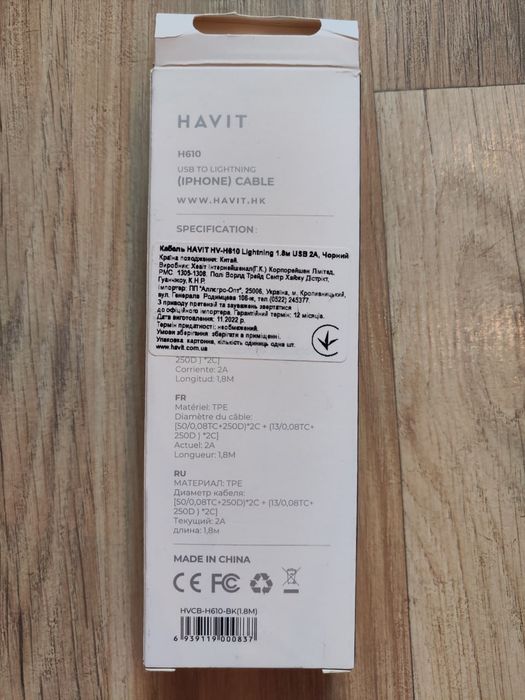 HAVIT
H610
USB TO LIGHTNING
(IPHONE) CABLE
WWW.HAVIT.HK
SPECIFICATION:
Кабель HAVIT HV-H610 Lightning 1.8м USB 2A, Чорний
Країна походження: Китай.
Виробник: Хевіт Інтернейшенал(Г.К.) Корпорейшен Лімітед,
РМС 1305-1306, Пол Ворлд Трейд Сентр Хайжу Дістрікт,
Гуанчжоу, К.Н.Р.
Імпортер: ПП "Аллегро-Опт", 25006, Україна, м. Кропивницький,
вул. Генерала Родимцева 106-я, тел.(0522) 245377.
З приводу претензій та зауважень звертатися
до офіційного імпортера. Гарантійний термін: 12 місяців.
Дата виготовлення: 11.2022 р.
Термін придатності: необмежений.
Умови зберігання: зберігати в приміщенні.
Упаковка картонна, кількість одиниць одна шт.
www.havit.com.ua
250D ) *2C]
Corriente: 2A
Longitud: 1,8M
FR
Matériel: TPE
Diamètre du câble:
[50/0,08TC+250D)*2C + (13/0,08TC+
250D ) *2C]
Actuel: 2A
Longueur: 1,8M
RU
МАТЕРИАЛ: TPE
Диаметр кабеля:
[50/0,08TC+250D)*2C + (13/0,08TC+
250D ) *2C]
Текущий: 2A
длина: 1,8м
MADE IN CHINA
CE FC
HVCB-H610-BK(1.8M)
6 939119 000837